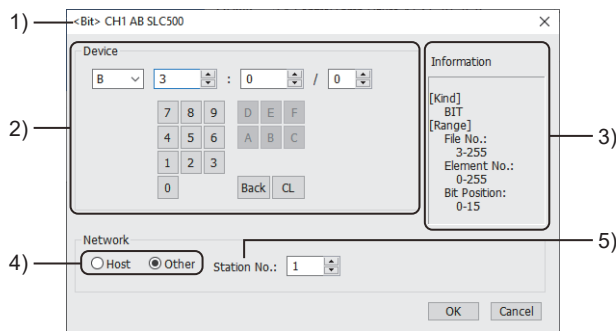 1)
<Bit> CH1 AB SLC500
Device
B 3 : 0 / 0
7 8 9 D E F
4 5 6 A B C
1 2 3
0 Back CL
2)
Information
[Kind]
BIT
[Range]
File No.:
3-255
Element No.:
0-255
Bit Position:
0-15
3)
Network
4)
Host Other Station No.: 1
5)
OK Cancel